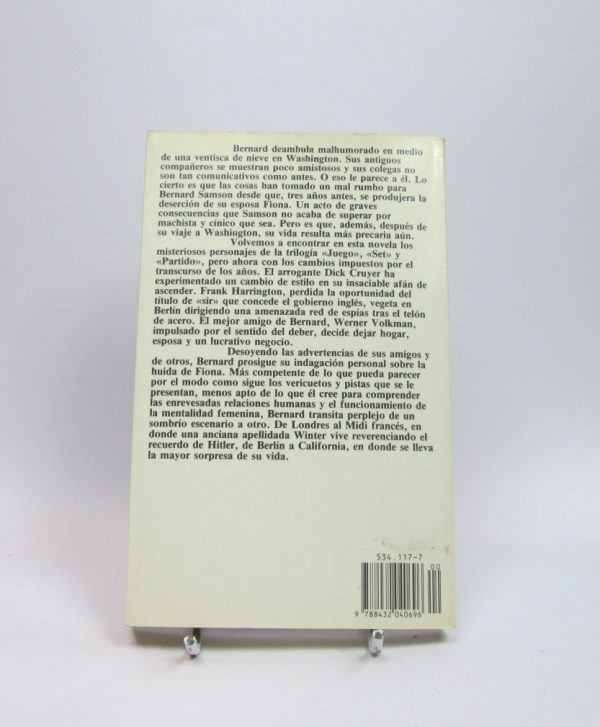 Bernard deambula malhumorado en medio
de una ventisca de nieve en Washington. Sus antiguos
compañeros se muestran poco amistosos y sus colegas no
son tan comunicativos como antes. O eso le parece a él. Lo
cierto es que las cosas han tomado un mal rumbo para
Bernard Samson desde que, tres años antes, se produjera la
deserción de su esposa Fiona. Un acto de graves
consecuencias que Samson no acaba de superar por
machista y cínico que sea. Pero es que, además, después de
su viaje a Washington, su vida resulta más precaria aún.
Volvemos a encontrar en esta novela los
misteriosos personajes de la trilogía «Juego», «Set» y
«Partido», pero ahora con los cambios impuestos por el
transcurso de los años. El arrogante Dick Cruyer ha
experimentado un cambio de estilo en su insaciable afán de
ascender. Frank Harrington, perdida la oportunidad del
título de «sir» que concede el gobierno inglés, vegeta en
Berlín dirigiendo una amenazada red de espías tras el telón
de acero. El mejor amigo de Bernard, Werner Volkman,
impulsado por el sentido del deber, decide dejar hogar,
esposa y un lucrativo negocio.
Desoyendo las advertencias de sus amigos y
de otros, Bernard prosigue su indagación personal sobre la
huida de Fiona. Más competente de lo que pueda parecer
por el modo como sigue los vericuetos y pistas que se le
presentan, menos apto de lo que él cree para comprender
las enrevesadas relaciones humanas y el funcionamiento de
la mentalidad femenina, Bernard transita perplejo de un
sombrío escenario a otro. De Londres al Midi francés, en
donde una anciana apellidada Winter vive reverenciando el
recuerdo de Hitler, de Berlín a California, en donde se lleva
la mayor sorpresa de su vida.
534.117-7
00
9 788432 040696